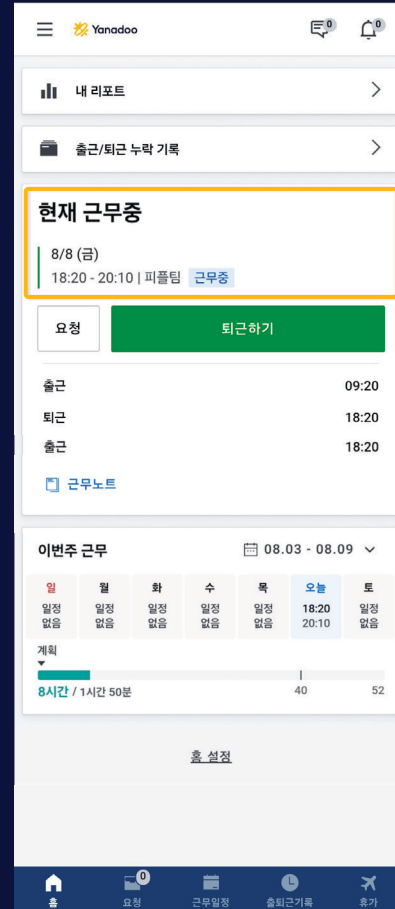 Yanadoo
0
0
내 리포트
출근/퇴근 누락 기록
현재 근무중
8/8 (금)
18:20 - 20:10 | 피플팀 근무중
요청
퇴근하기
출근 09:20
퇴근 18:20
출근 18:20
근무노트
이번주 근무 08.03 - 08.09
일 월 화 수 목 오늘 토
일정 일정 일정 일정 일정 18:20 일정
없음 없음 없음 없음 없음 20:10 없음
계획
8시간 / 1시간 50분 40 52
홈 설정
0
홈 요청 근무일정 출퇴근기록 휴가